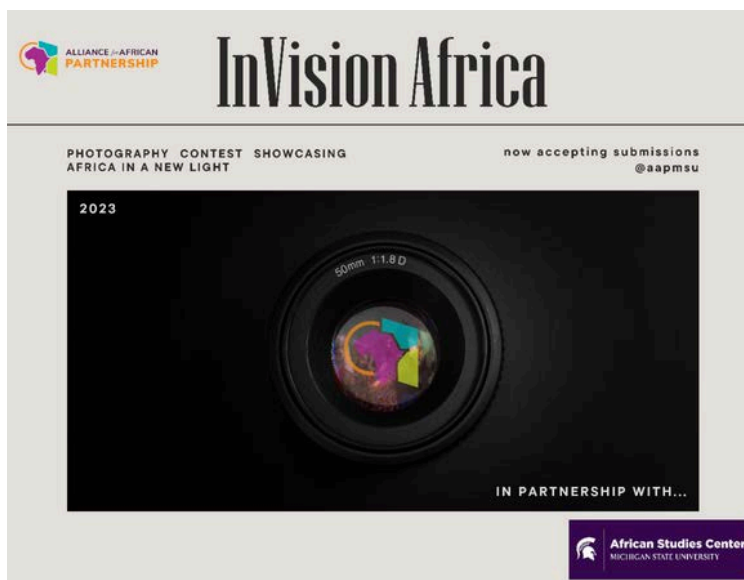 ALLIANCE for AFRICAN
PARTNERSHIP
InVision Africa
PHOTOGRAPHY CONTEST SHOWCASING
AFRICA IN A NEW LIGHT
now accepting submissions
@aapmsu
2023
50mm 1:1.8 D
IN PARTNERSHIP WITH...
African Studies Center
MICHIGAN STATE UNIVERSITY